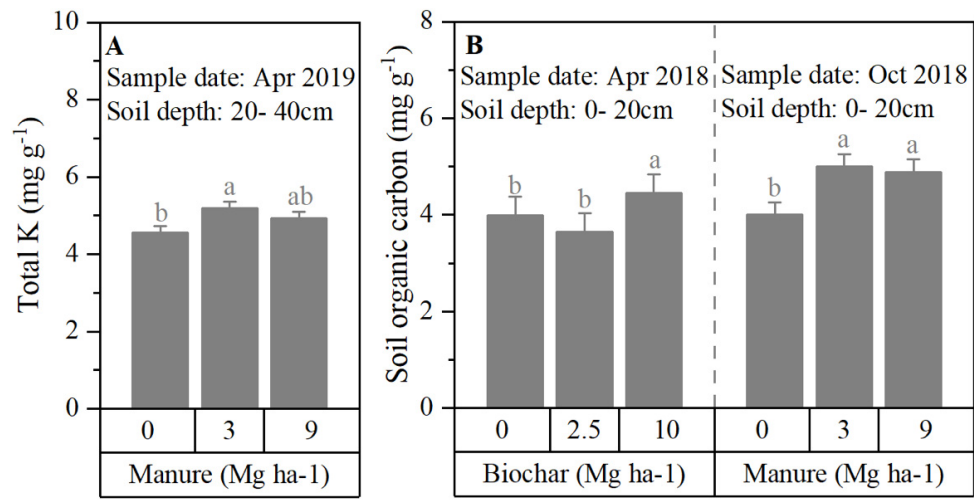 A
Sample date: Apr 2019
Soil depth: 20- 40cm
Total K (mg g-1)
10
8
6
4
2
0
b
a
ab
0
3
9
Manure (Mg ha-1)
B
Sample date: Apr 2018
Soil depth: 0- 20cm
Sample date: Oct 2018
Soil depth: 0- 20cm
Soil organic carbon (mg g-1)
8
6
4
2
0
b
b
a
b
a
a
0
2.5
10
0
3
9
Biochar (Mg ha-1)
Manure (Mg ha-1)